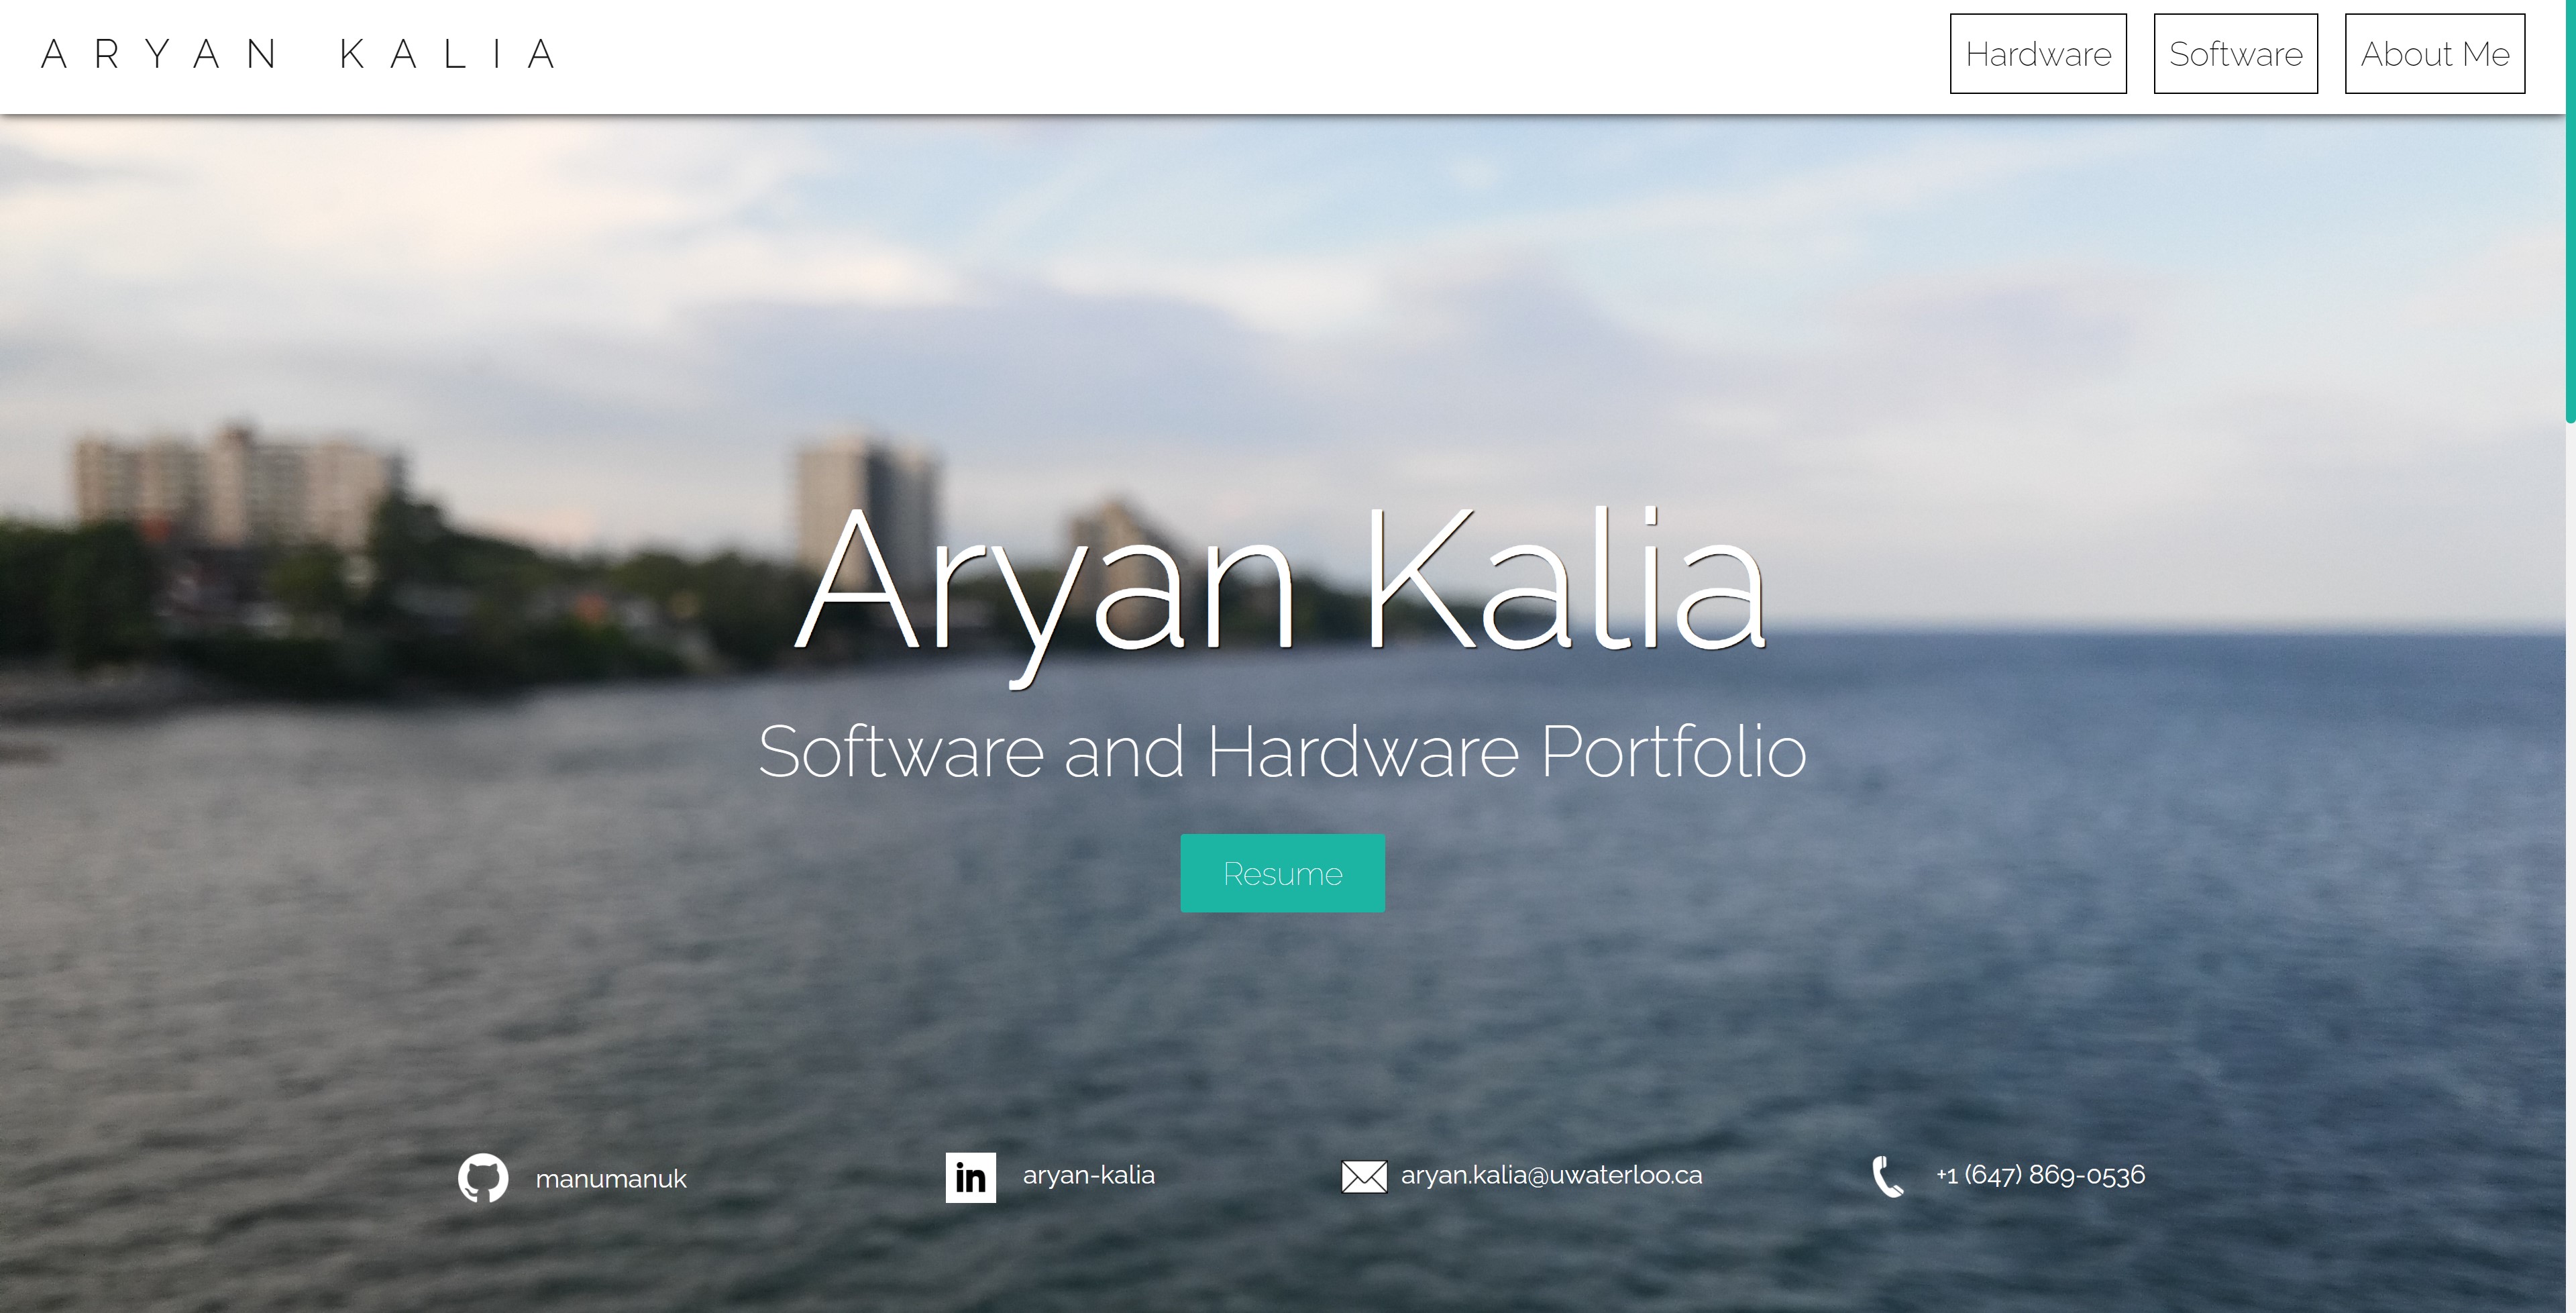 ARYAN KALIA
Hardware
Software
About Me
Aryan Kalia
Software and Hardware Portfolio
Resume
in
manumanuk
aryan-kalia
aryan.kalia@uwaterloo.ca
+1 (647) 869-0536